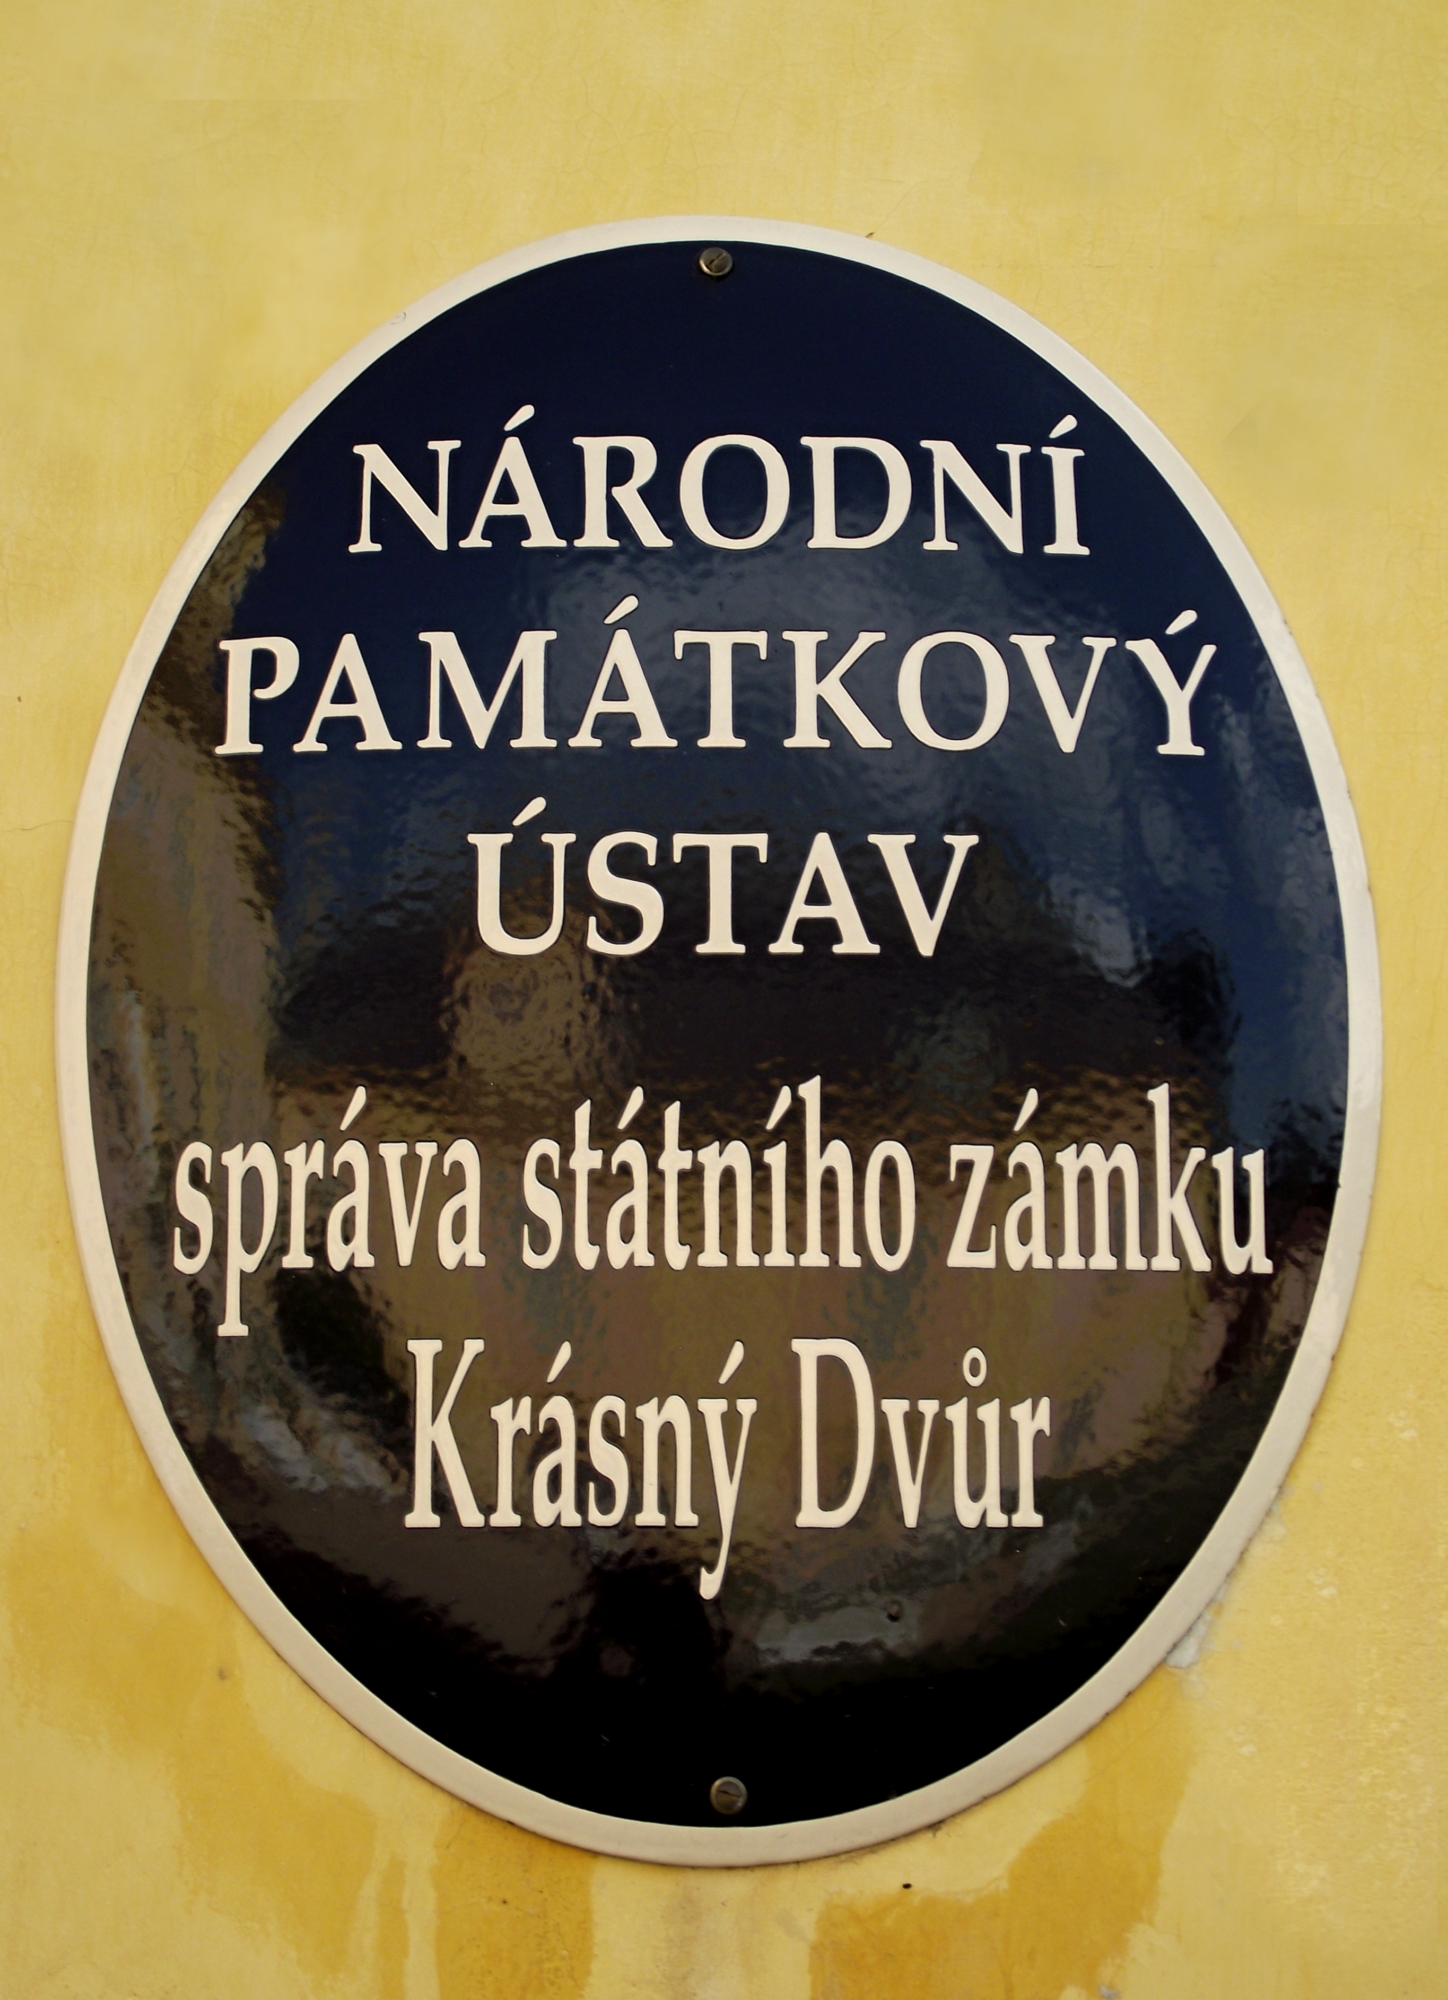 NÁRODNÍ
PAMÁTKOVÝ
ÚSTAV
správa státního zámku
Krásný Dvůr